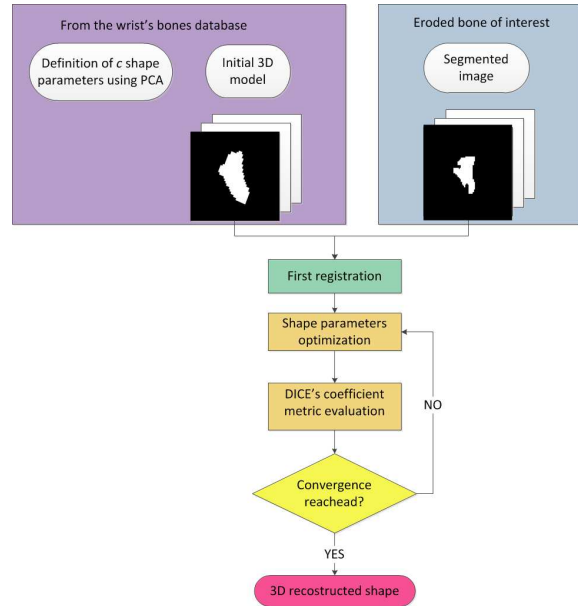 From the wrist's bones database
Definition of c shape
parameters using PCA
Initial 3D
model
Eroded bone of interest
Segmented
image
First registration
Shape parameters
optimization
DICE's coefficient
metric evaluation
NO
Convergence
reachead?
YES
3D recostructed shape